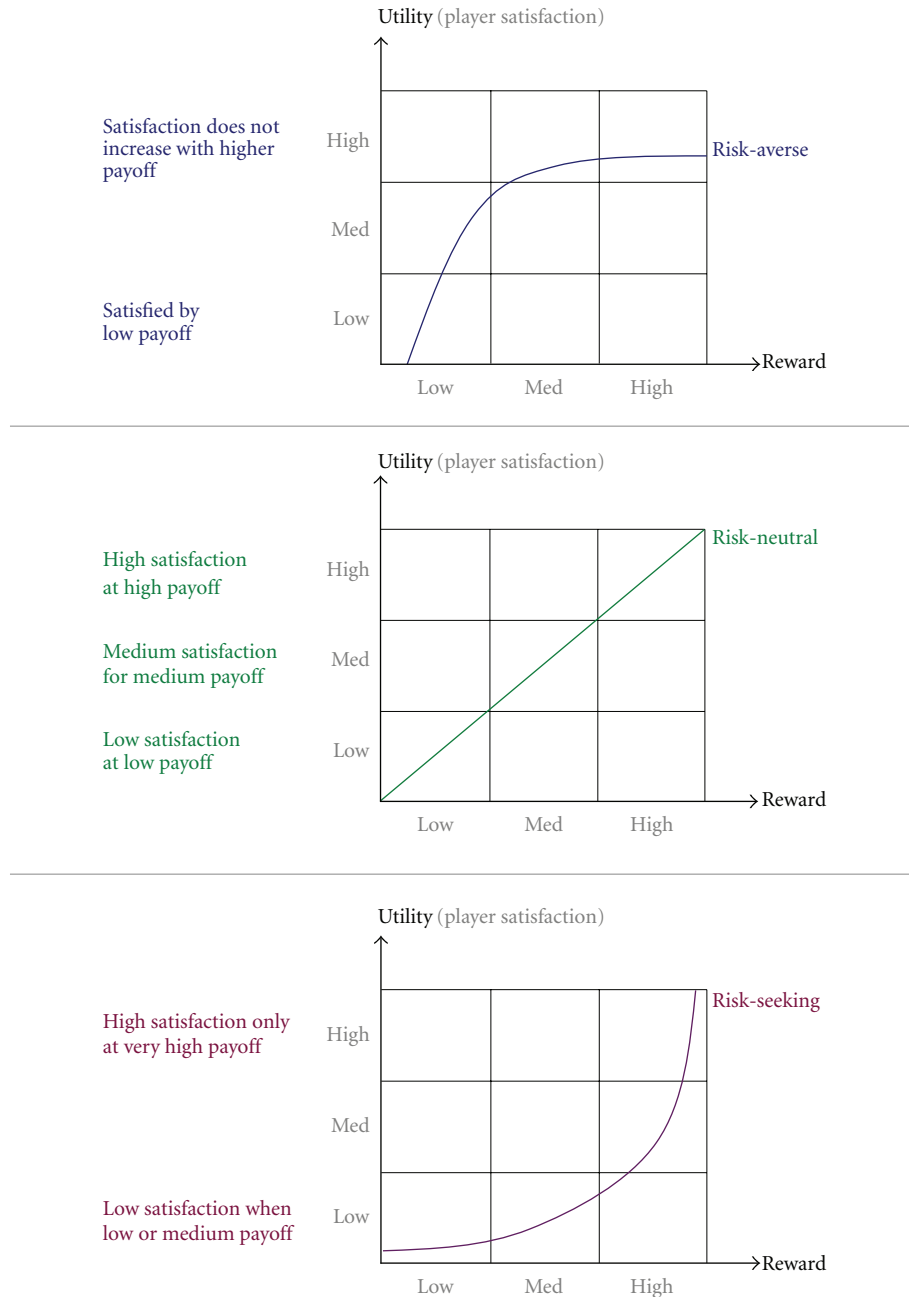 Utility (player satisfaction)
Satisfaction does not
increase with higher
payoff
High
Risk-averse
Med
Satisfied by
low payoff
Low
Reward
Low Med High
Utility (player satisfaction)
Risk-neutral
High satisfaction
at high payoff
High
Medium satisfaction
for medium payoff
Med
Low satisfaction
at low payoff
Low
Reward
Low Med High
Utility (player satisfaction)
Risk-seeking
High satisfaction only
at very high payoff
High
Med
Low satisfaction when
low or medium payoff
Low
Reward
Low Med High